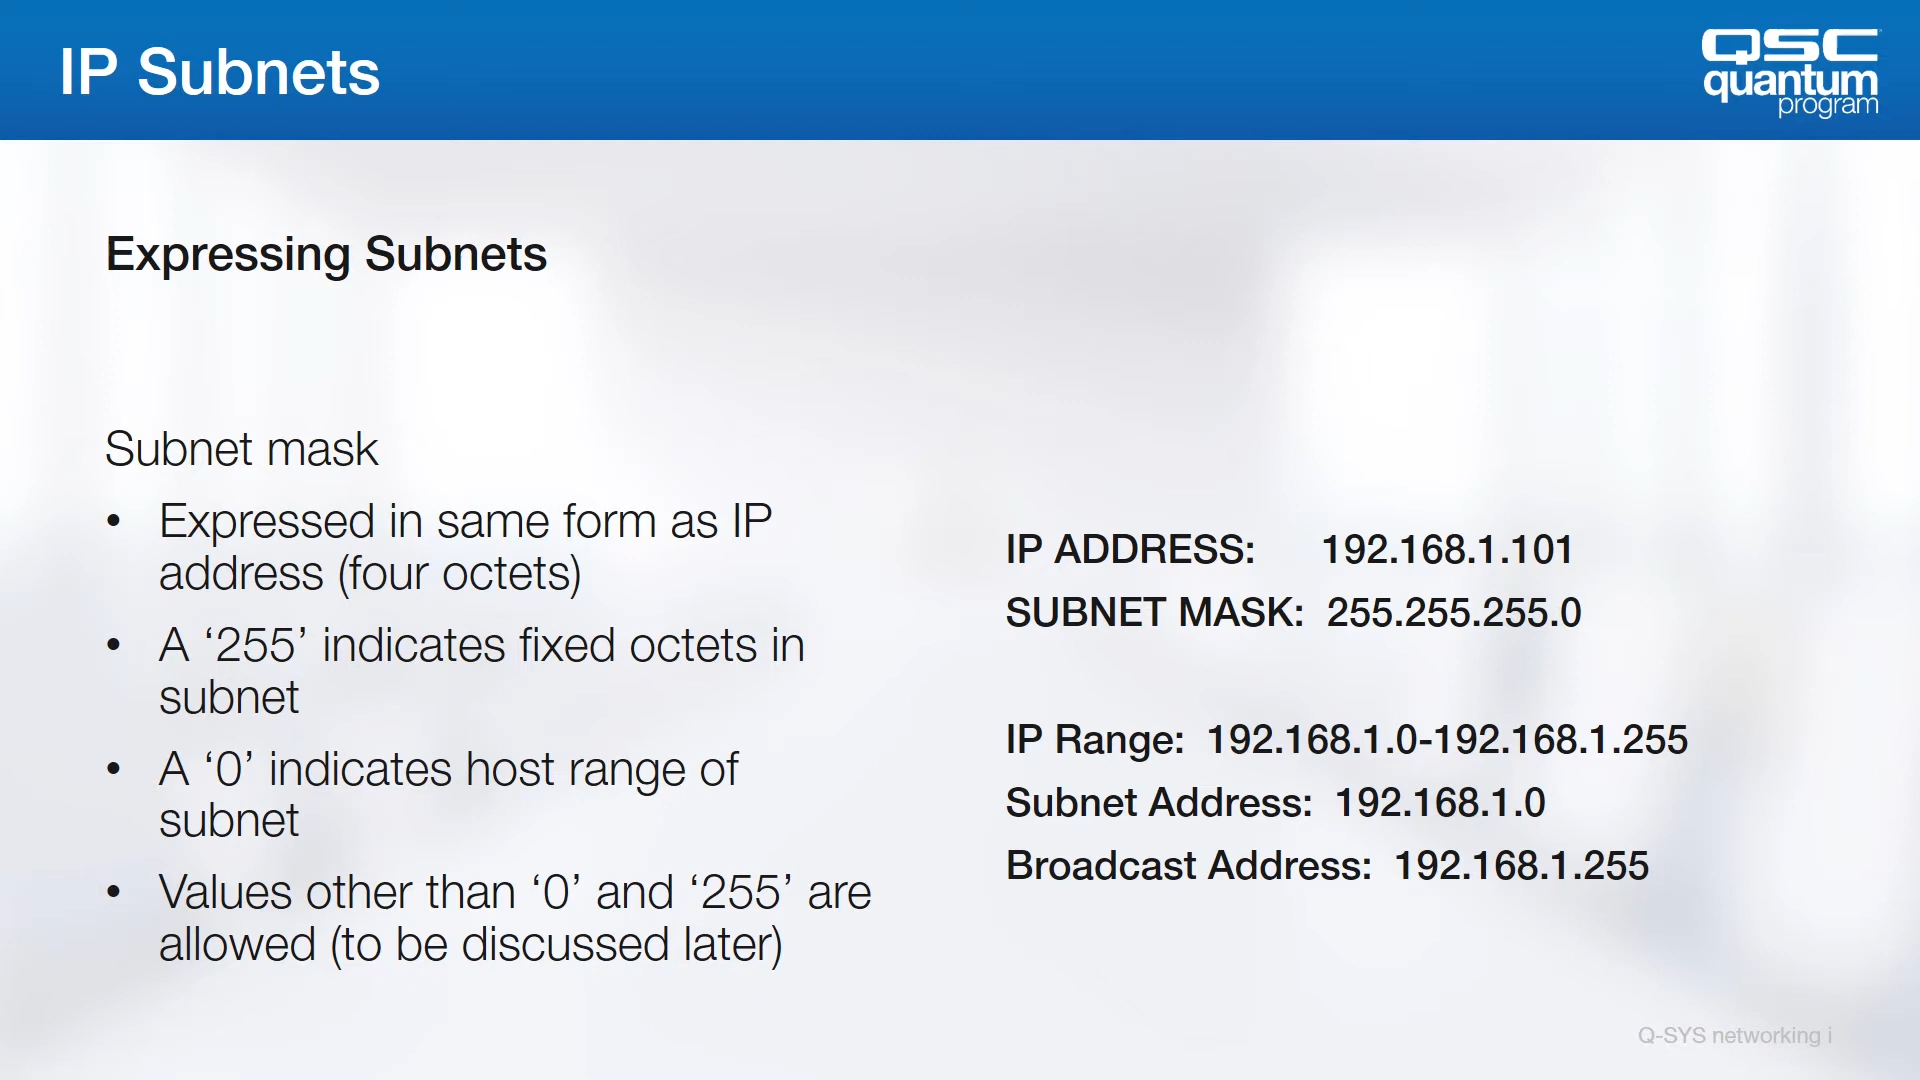 IP Subnets
QSC
quantum
program
Expressing Subnets
Subnet mask
• Expressed in same form as IP
address (four octets)
• A ‘255’ indicates fixed octets in
subnet
• A ‘0’ indicates host range of
subnet
• Values other than ‘0’ and ‘255’ are
allowed (to be discussed later)
IP ADDRESS: 192.168.1.101
SUBNET MASK: 255.255.255.0
IP Range: 192.168.1.0-192.168.1.255
Subnet Address: 192.168.1.0
Broadcast Address: 192.168.1.255
Q-SYS networking i